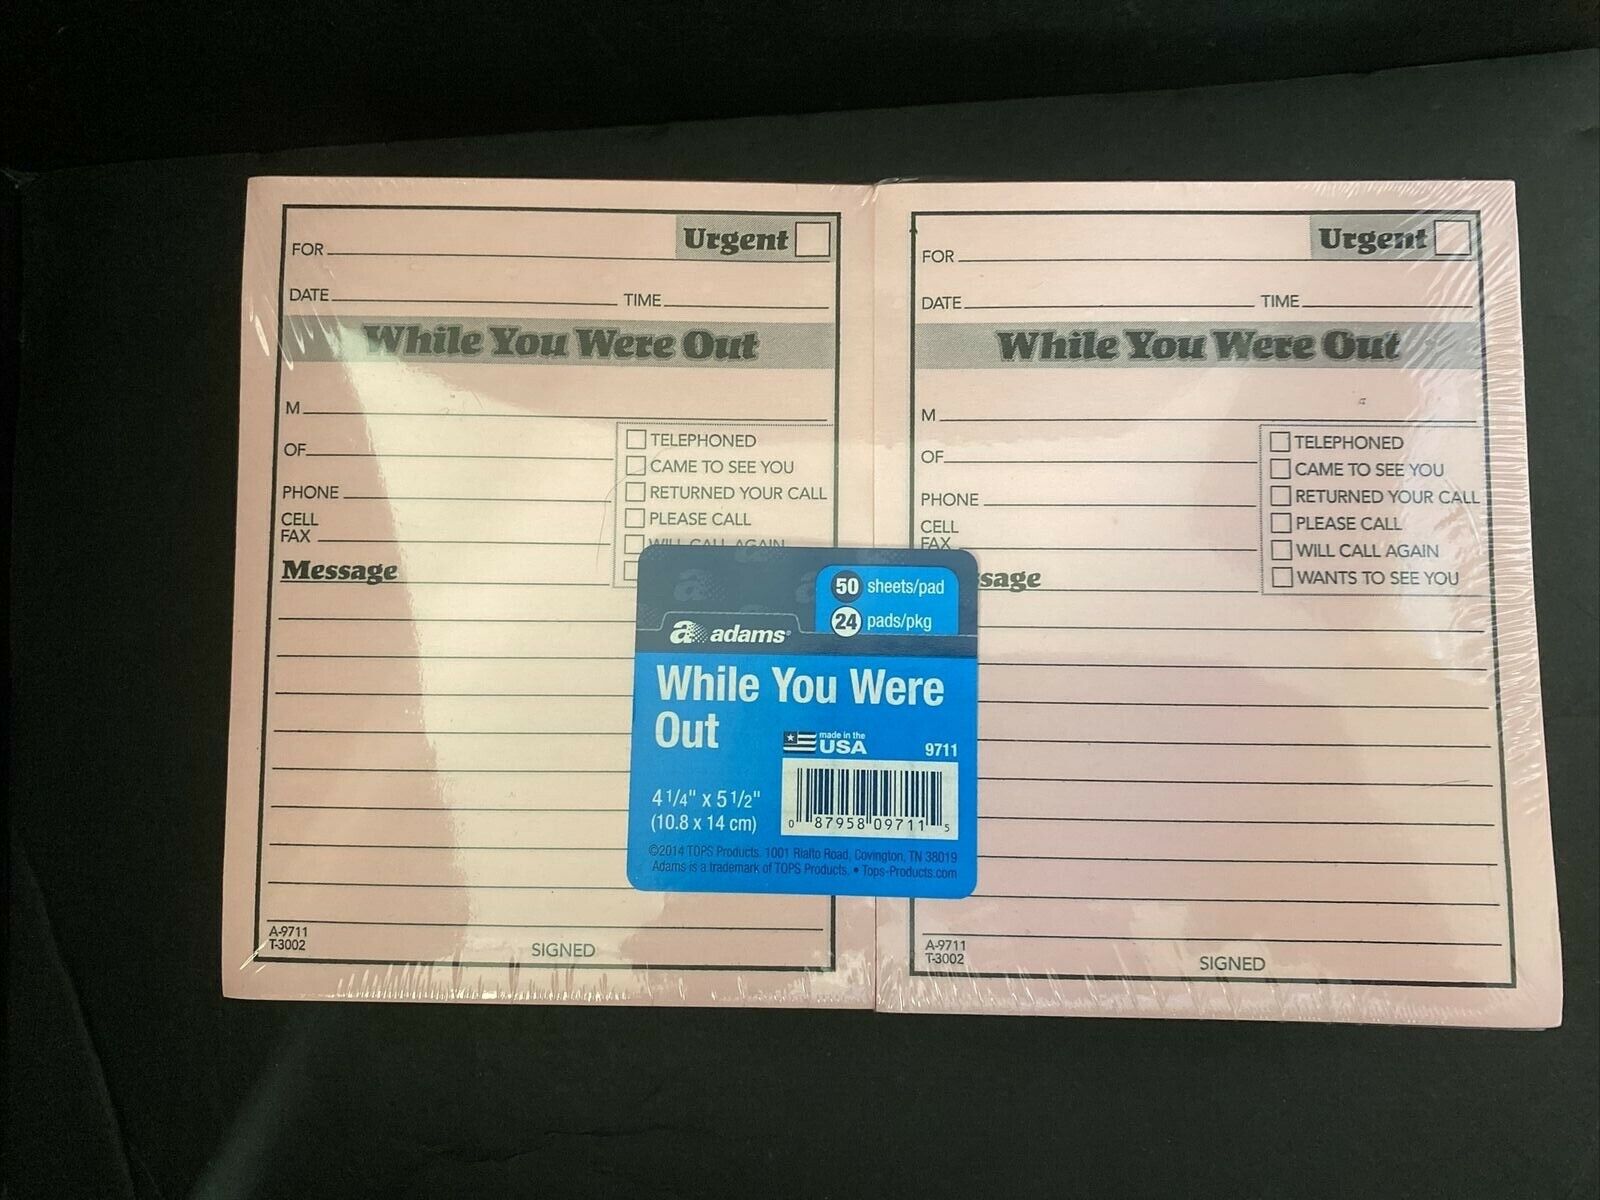 FOR
Urgent
DATE TIME
While You Were Out
M
OF
PHONE
CELL
FAX
Message
TELEPHONED
CAME TO SEE YOU
RETURNED YOUR CALL
PLEASE CALL
WILL CALL AGAIN
A-9711
T-3002
SIGNED
50 sheets/pad
24 pads/pkg
a adams®
While You Were
Out
made in the
USA
9711
4 1/4" x 5 1/2"
(10.8 x 14 cm)
0 87958 09711 5
©2014 TOPS Products. 1001 Rialto Road, Covington, TN 38019
Adams is a trademark of TOPS Products. • Tops-Products.com
FOR
Urgent
DATE TIME
While You Were Out
M
OF
PHONE
CELL
FAX
sage
TELEPHONED
CAME TO SEE YOU
RETURNED YOUR CALL
PLEASE CALL
WILL CALL AGAIN
WANTS TO SEE YOU
A-9711
T-3002
SIGNED